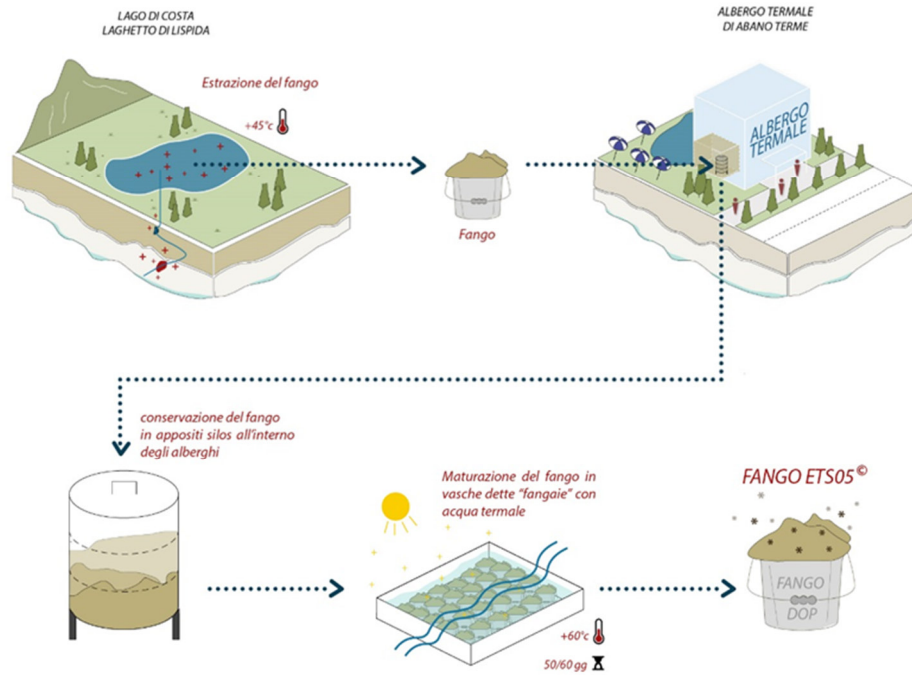 LAGO DI COSTA
LAGHETTO DI LISPIDA
ALBERGO TERMALE
DI ABANO TERME
Estrazione del fango
+45°c
ALBERGO
TERMALE
Fango
conservazione del fango
in appositi silos all'interno
degli alberghi
Maturazione del fango in
vasche dette "fangaie" con
acqua termale
+60°c
50/60 gg
FANGO ETS05©
FANGO
DOP